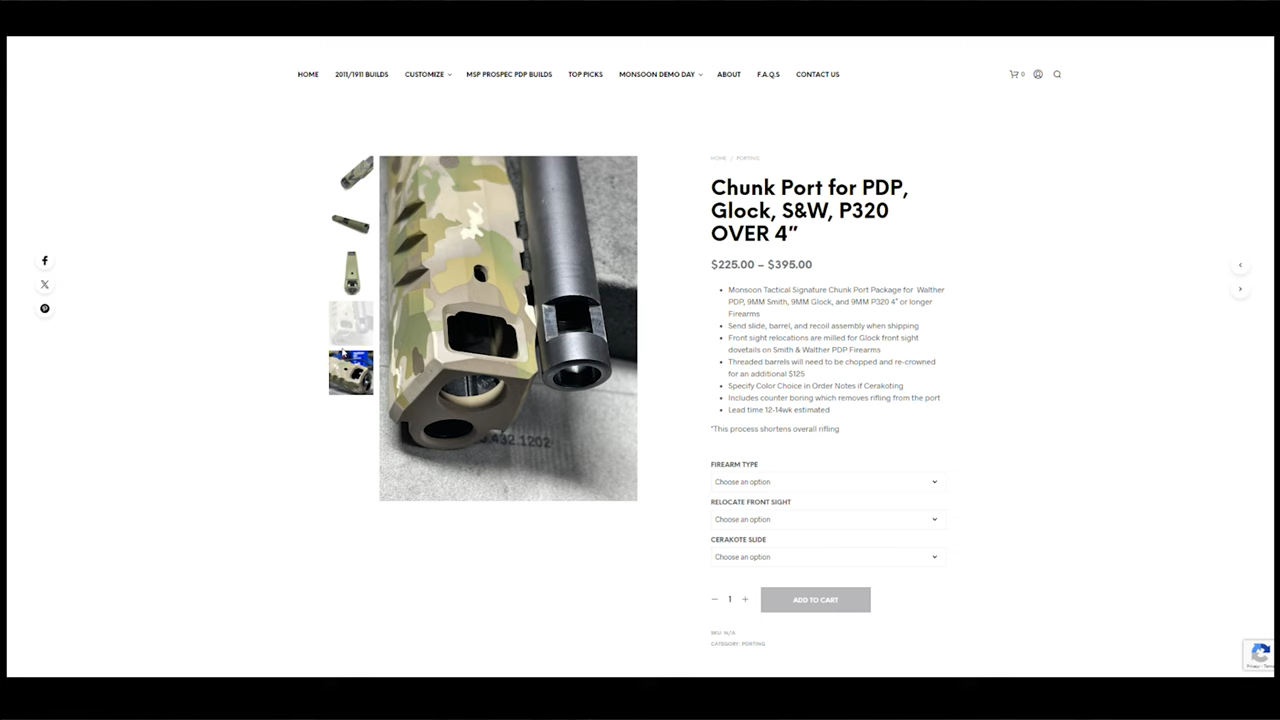 HOME 2011/1911 BUILDS CUSTOMIZE MSP PROSPEC PDP BUILDS TOP PICKS MONSOON DEMO DAY ABOUT F.A.Q.S CONTACT US 0
HOME / PORTING
Chunk Port for PDP,
Glock, S&W, P320
OVER 4”
$225.00 – $395.00
• Monsoon Tactical Signature Chunk Port Package for Walther
PDP, 9MM Smith, 9MM Glock, and 9MM P320 4″ or longer
Firearms
• Send slide, barrel, and recoil assembly when shipping
• Front sight relocations are milled for Glock front sight
dovetails on Smith & Walther PDP Firearms
• Threaded barrels will need to be chopped and re-crowned
for an additional $125
• Specify Color Choice in Order Notes if Cerakoting
• Includes counter boring which removes rifling from the port
• Lead time 12-14wk estimated
*This process shortens overall rifling
FIREARM TYPE
Choose an option
RELOCATE FRONT SIGHT
Choose an option
CERAKOTE SLIDE
Choose an option
− 1 + ADD TO CART
SKU: N/A
CATEGORY: PORTING
.432.1202
Privacy - Terms